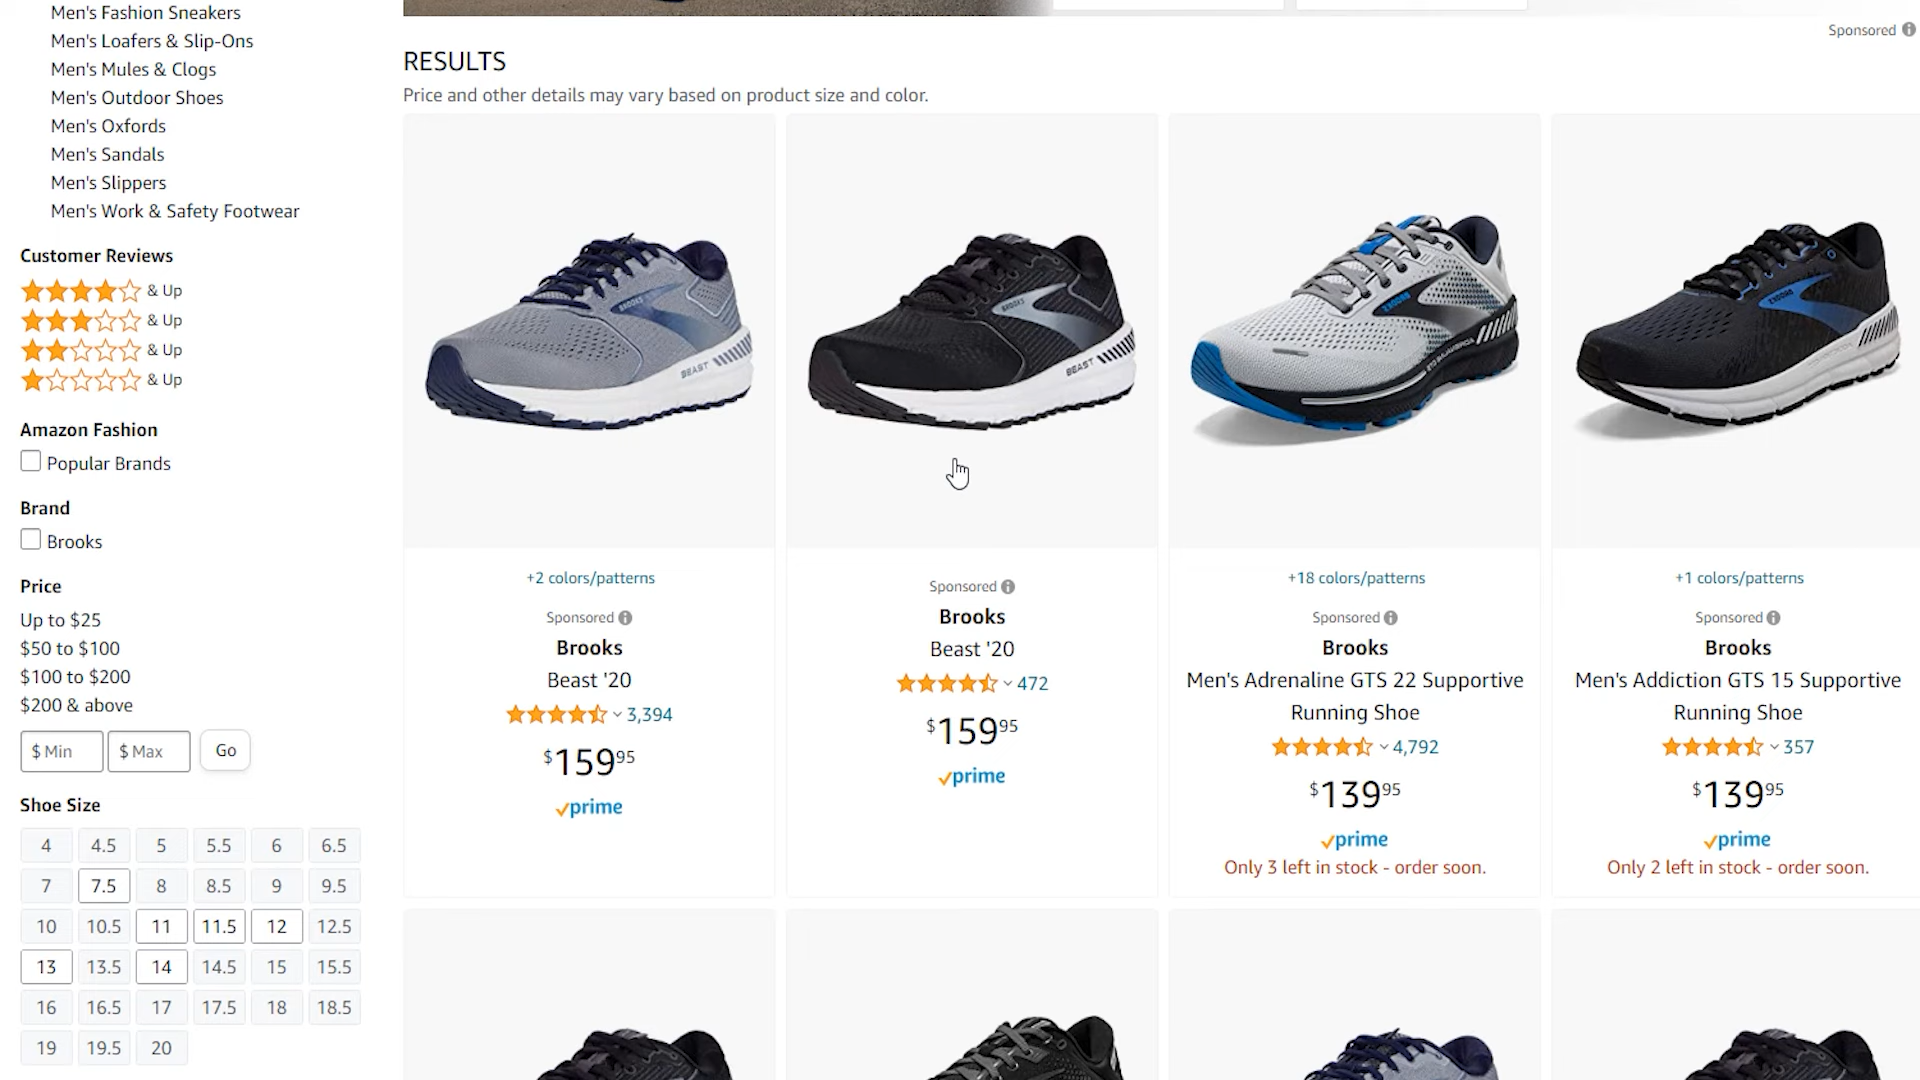 Men's Fashion Sneakers
Men's Loafers & Slip-Ons
Men's Mules & Clogs
Men's Outdoor Shoes
Men's Oxfords
Men's Sandals
Men's Slippers
Men's Work & Safety Footwear
Customer Reviews
& Up
& Up
& Up
& Up
Amazon Fashion
Popular Brands
Brand
Brooks
Price
Up to $25
$50 to $100
$100 to $200
$200 & above
$ Min $ Max Go
Shoe Size
4 4.5 5 5.5 6 6.5
7 7.5 8 8.5 9 9.5
10 10.5 11 11.5 12 12.5
13 13.5 14 14.5 15 15.5
16 16.5 17 17.5 18 18.5
19 19.5 20
Sponsored
RESULTS
Price and other details may vary based on product size and color.
BROOKS
BEAST
+2 colors/patterns
Sponsored
Brooks
Beast '20
3,394
$159.95
prime
BROOKS
BEAST
Sponsored
Brooks
Beast '20
472
$159.95
prime
BROOKS
+18 colors/patterns
Sponsored
Brooks
Men's Adrenaline GTS 22 Supportive
Running Shoe
4,792
$139.95
prime
Only 3 left in stock - order soon.
BROOKS
+1 colors/patterns
Sponsored
Brooks
Men's Addiction GTS 15 Supportive
Running Shoe
357
$139.95
prime
Only 2 left in stock - order soon.